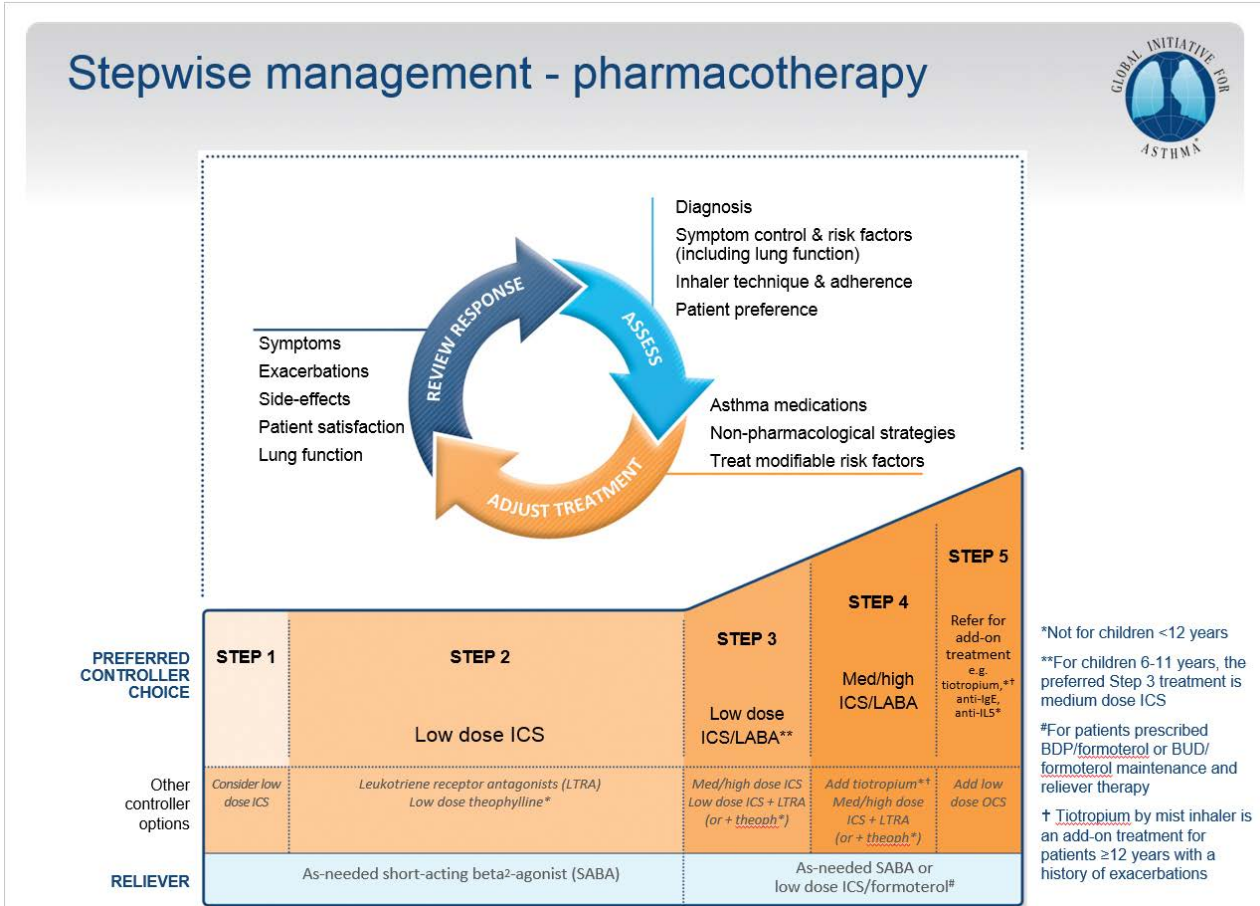 Stepwise management - pharmacotherapy
GLOBAL INITIATIVE FOR
ASTHMA®
Diagnosis
Symptom control & risk factors
(including lung function)
Inhaler technique & adherence
Patient preference
REVIEW RESPONSE
ASSESS
ADJUST TREATMENT
Symptoms
Exacerbations
Side-effects
Patient satisfaction
Lung function
Asthma medications
Non-pharmacological strategies
Treat modifiable risk factors
PREFERRED
CONTROLLER
CHOICE
STEP 1
STEP 2
Low dose ICS
STEP 3
Low dose
ICS/LABA**
STEP 4
Med/high
ICS/LABA
STEP 5
Refer for
add-on
treatment
e.g.
tiotropium,*†
anti-IgE,
anti-IL5*
Other
controller
options
Consider low
dose ICS
Leukotriene receptor antagonists (LTRA)
Low dose theophylline*
Med/high dose ICS
Low dose ICS + LTRA
(or + theoph*)
Add tiotropium*†
Med/high dose
ICS + LTRA
(or + theoph*)
Add low
dose OCS
RELIEVER
As-needed short-acting beta²-agonist (SABA)
As-needed SABA or
low dose ICS/formoterol#
*Not for children <12 years
**For children 6-11 years, the
preferred Step 3 treatment is
medium dose ICS
#For patients prescribed
BDP/formoterol or BUD/
formoterol maintenance and
reliever therapy
† Tiotropium by mist inhaler is
an add-on treatment for
patients ≥12 years with a
history of exacerbations